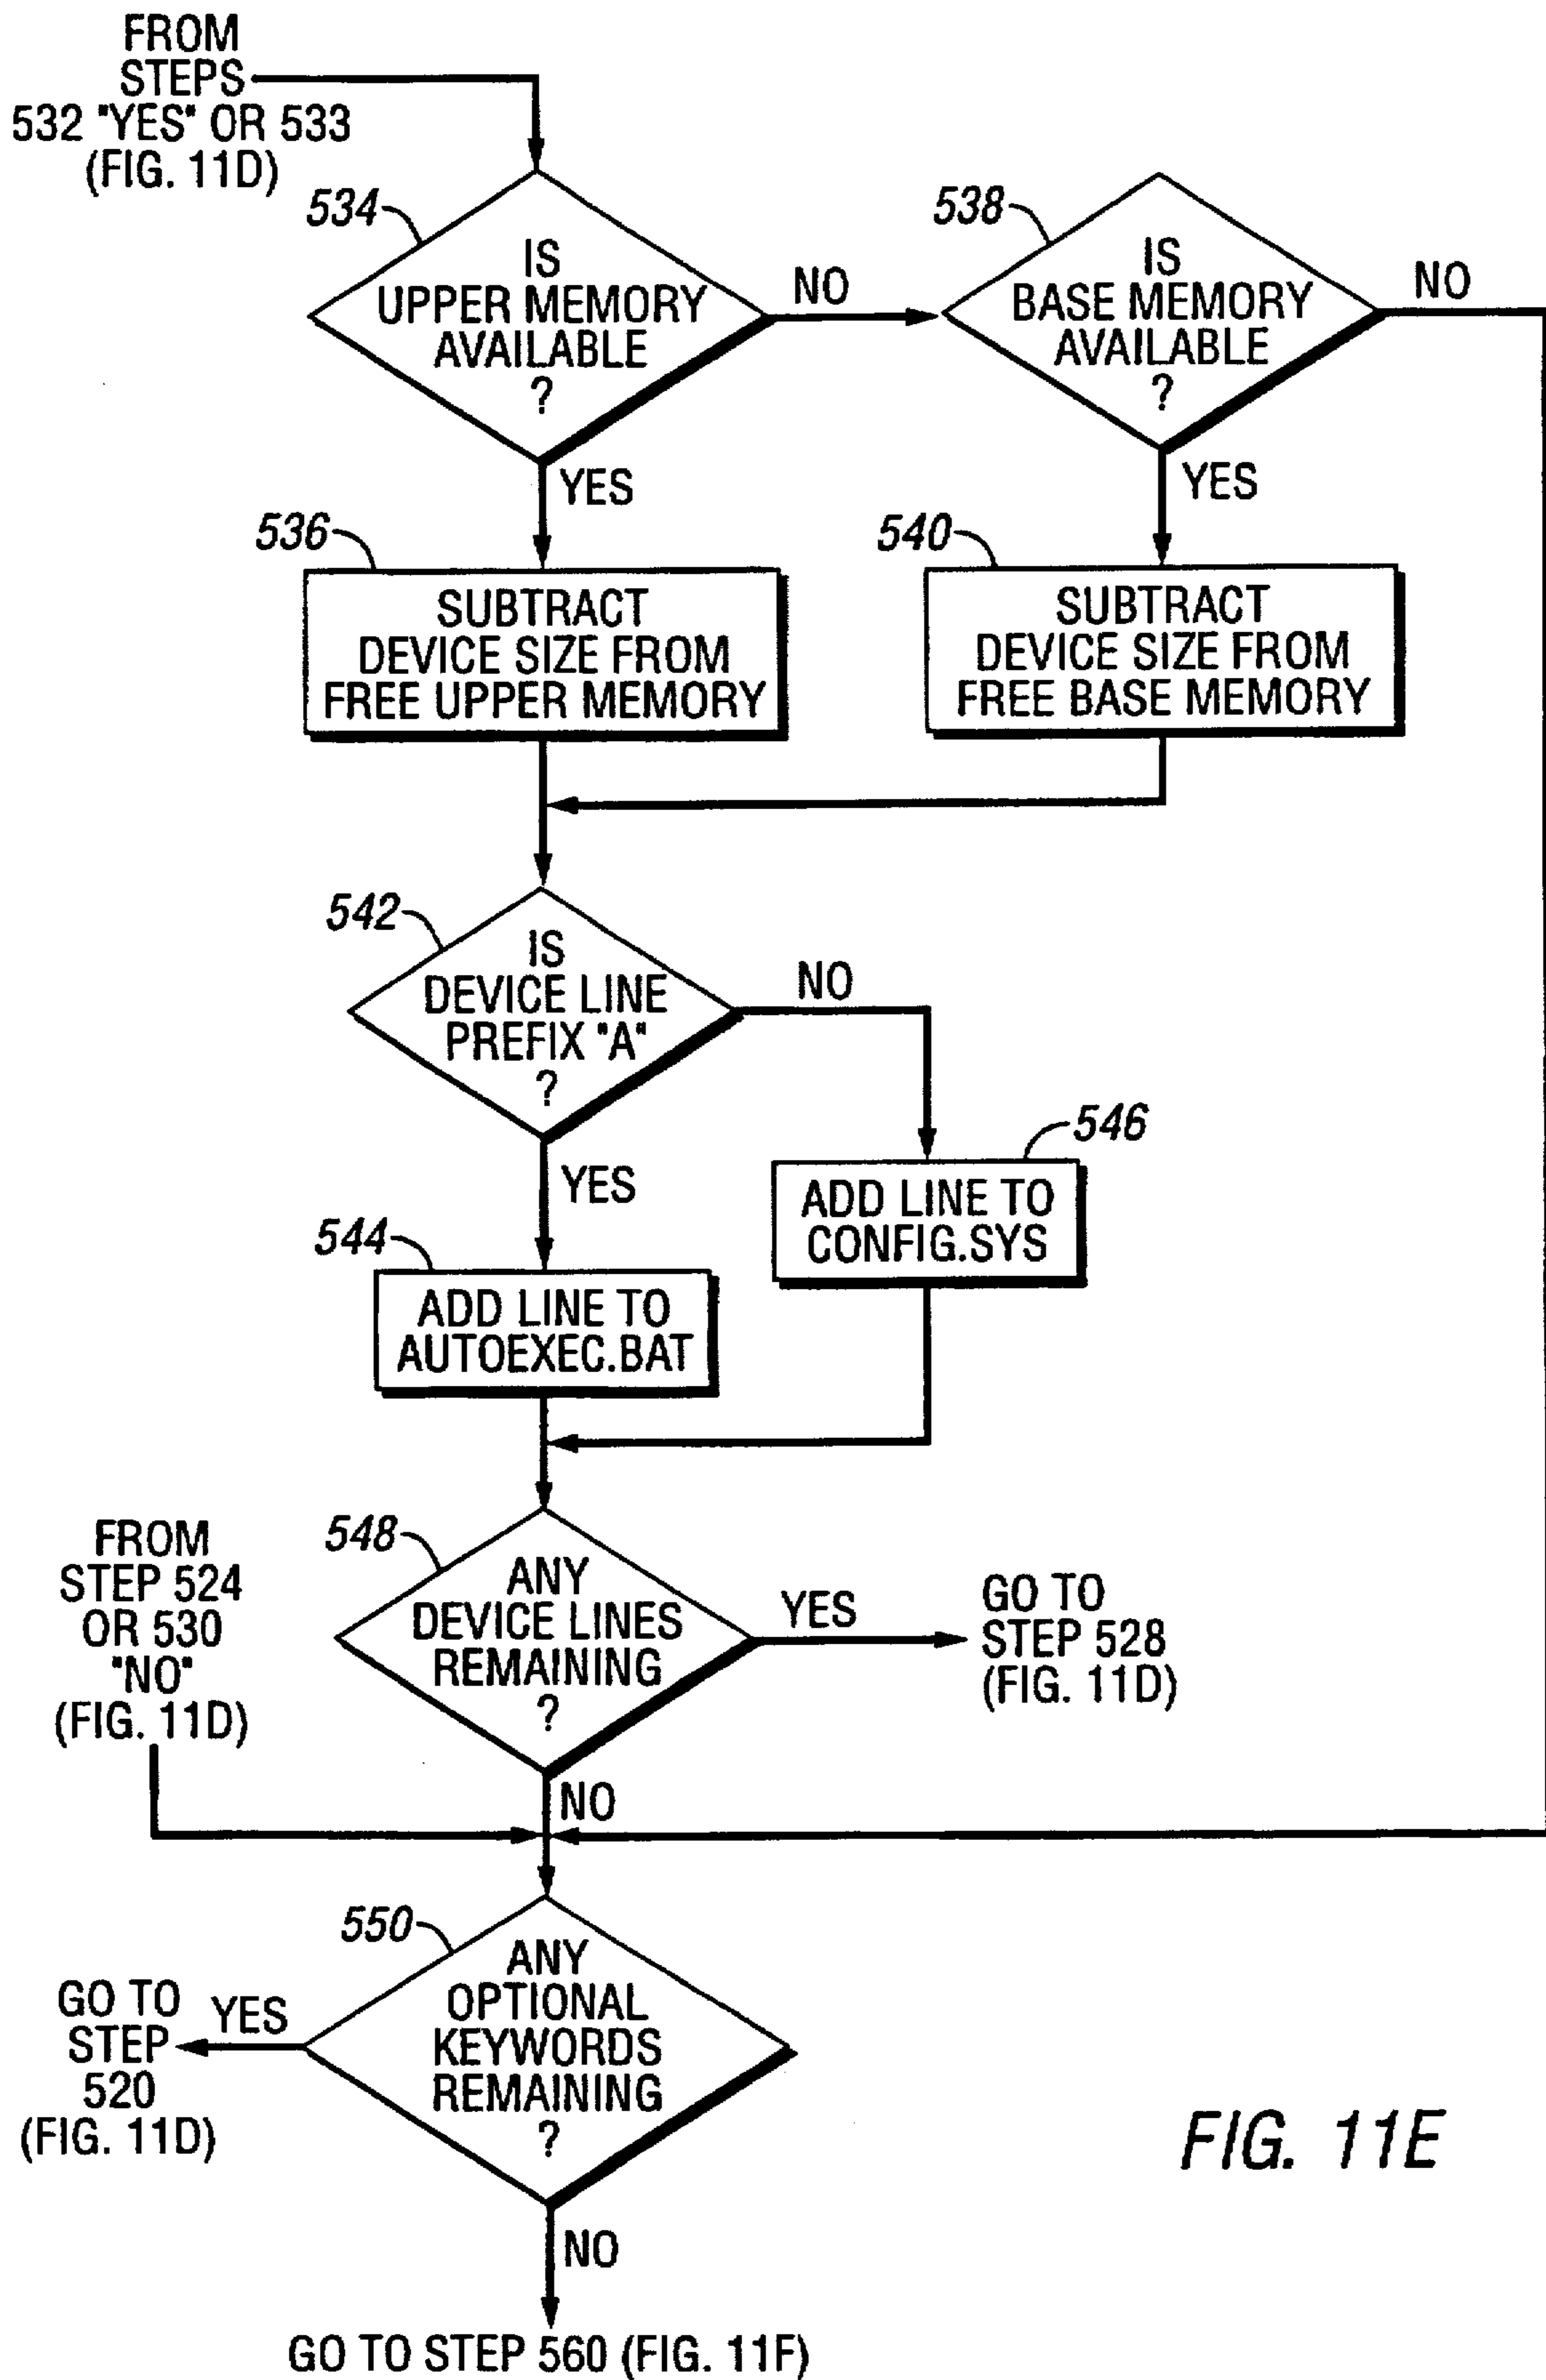 FROM
STEPS
532 "YES" OR 533
(FIG. 11D)
534
IS
UPPER MEMORY
AVAILABLE
?
NO
538
IS
BASE MEMORY
AVAILABLE
?
NO
YES
YES
536
SUBTRACT
DEVICE SIZE FROM
FREE UPPER MEMORY
540
SUBTRACT
DEVICE SIZE FROM
FREE BASE MEMORY
542
IS
DEVICE LINE
PREFIX "A"
?
NO
YES
546
ADD LINE TO
CONFIG.SYS
544
ADD LINE TO
AUTOEXEC.BAT
FROM
STEP 524
OR 530
"NO"
(FIG. 11D)
548
ANY
DEVICE LINES
REMAINING
?
YES
GO TO
STEP 528
(FIG. 11D)
NO
550
ANY
OPTIONAL
KEYWORDS
REMAINING
?
YES
GO TO
STEP
520
(FIG. 11D)
NO
GO TO STEP 560 (FIG. 11F)
FIG. 11E